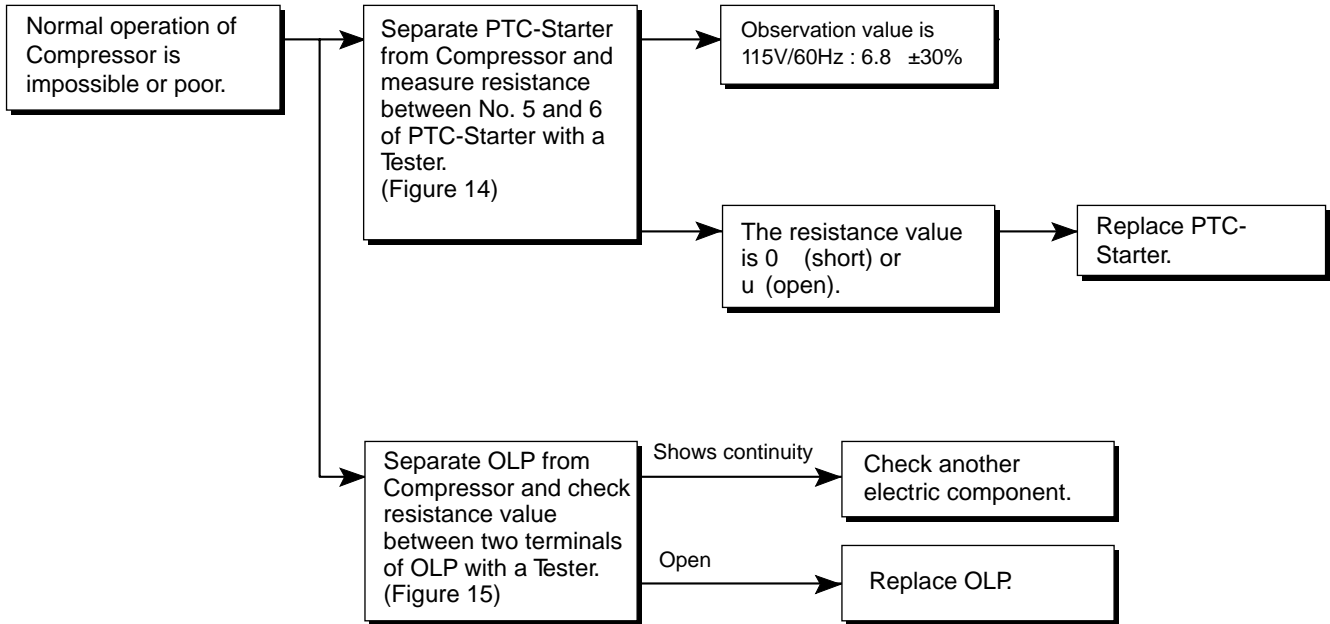 Normal operation of
Compressor is
impossible or poor.
Separate PTC-Starter
from Compressor and
measure resistance
between No. 5 and 6
of PTC-Starter with a
Tester.
(Figure 14)
Observation value is
115V/60Hz : 6.8 ±30%
The resistance value
is 0 (short) or
u (open).
Replace PTC-
Starter.
Separate OLP from
Compressor and check
resistance value
between two terminals
of OLP with a Tester.
(Figure 15)
Shows continuity
Check another
electric component.
Open
Replace OLP.